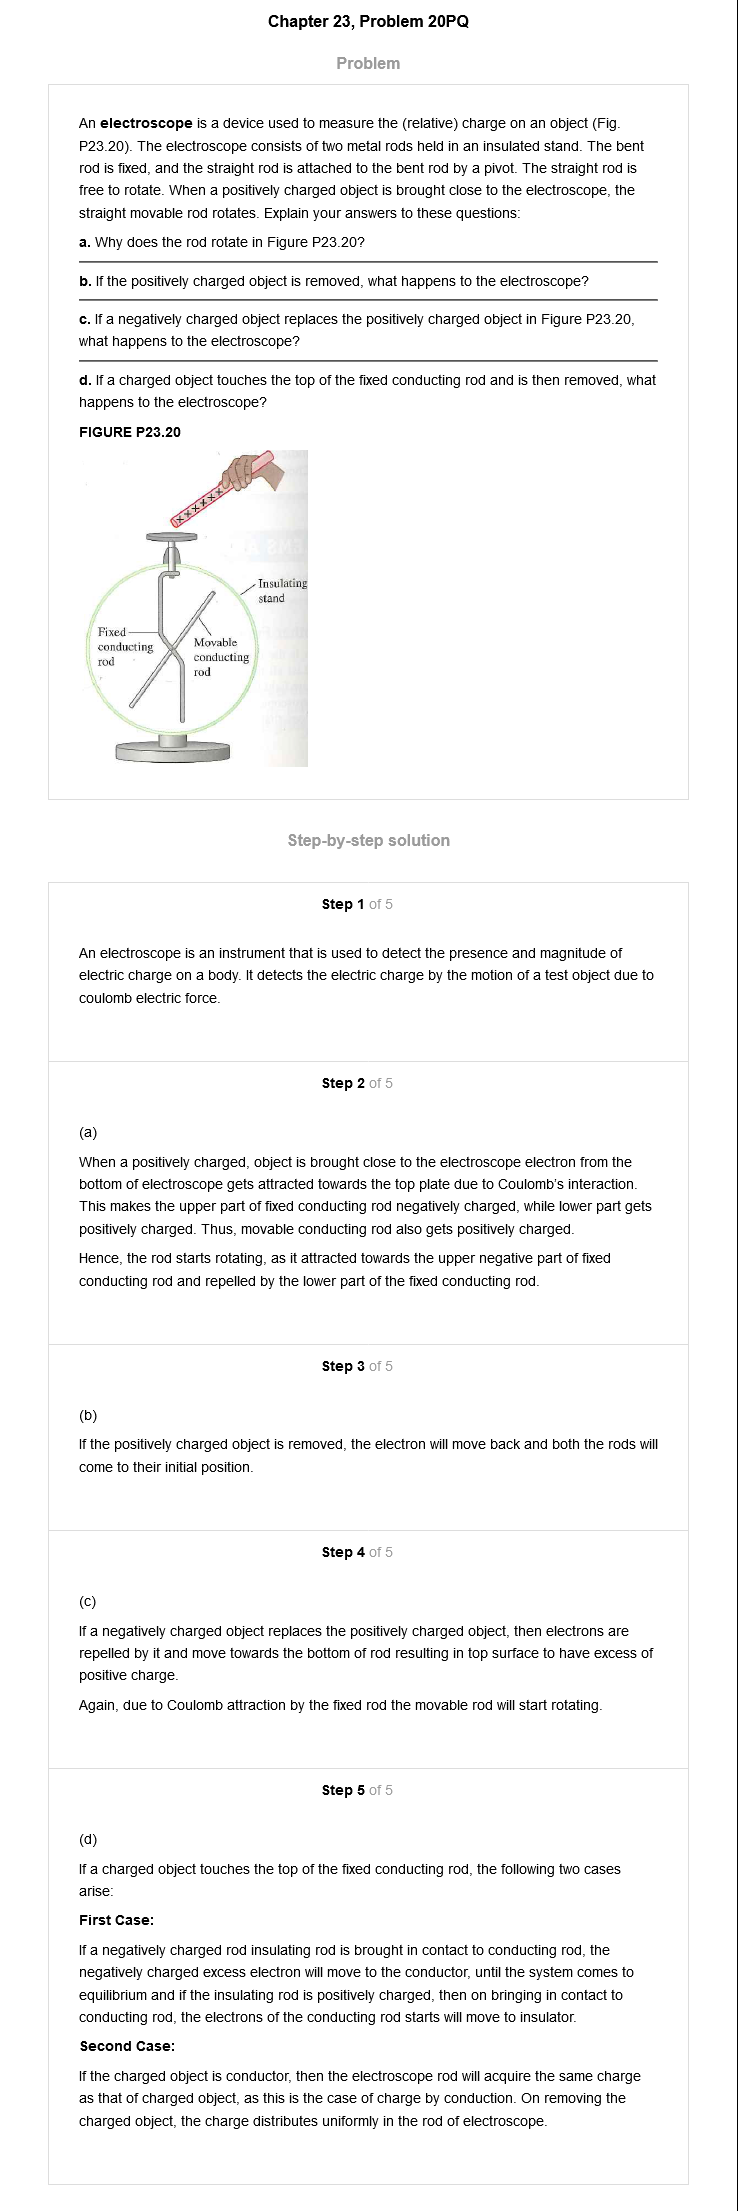 Chapter 23, Problem 20PQ
Problem
An electroscope is a device used to measure the (relative) charge on an object (Fig.
P23.20). The electroscope consists of two metal rods held in an insulated stand. The bent
rod is fixed, and the straight rod is attached to the bent rod by a pivot. The straight rod is
free to rotate. When a positively charged object is brought close to the electroscope, the
straight movable rod rotates. Explain your answers to these questions:
a. Why does the rod rotate in Figure P23.20?
b. If the positively charged object is removed, what happens to the electroscope?
c. If a negatively charged object replaces the positively charged object in Figure P23.20,
what happens to the electroscope?
d. If a charged object touches the top of the fixed conducting rod and is then removed, what
happens to the electroscope?
FIGURE P23.20
++++++
Insulating
stand
Fixed
conducting
rod
Movable
conducting
rod
Step-by-step solution
Step 1 of 5
An electroscope is an instrument that is used to detect the presence and magnitude of
electric charge on a body. It detects the electric charge by the motion of a test object due to
coulomb electric force.
Step 2 of 5
(a)
When a positively charged, object is brought close to the electroscope electron from the
bottom of electroscope gets attracted towards the top plate due to Coulomb's interaction.
This makes the upper part of fixed conducting rod negatively charged, while lower part gets
positively charged. Thus, movable conducting rod also gets positively charged.
Hence, the rod starts rotating, as it attracted towards the upper negative part of fixed
conducting rod and repelled by the lower part of the fixed conducting rod.
Step 3 of 5
(b)
If the positively charged object is removed, the electron will move back and both the rods will
come to their initial position.
Step 4 of 5
(c)
If a negatively charged object replaces the positively charged object, then electrons are
repelled by it and move towards the bottom of rod resulting in top surface to have excess of
positive charge.
Again, due to Coulomb attraction by the fixed rod the movable rod will start rotating.
Step 5 of 5
(d)
If a charged object touches the top of the fixed conducting rod, the following two cases
arise:
First Case:
If a negatively charged rod insulating rod is brought in contact to conducting rod, the
negatively charged excess electron will move to the conductor, until the system comes to
equilibrium and if the insulating rod is positively charged, then on bringing in contact to
conducting rod, the electrons of the conducting rod starts will move to insulator.
Second Case:
If the charged object is conductor, then the electroscope rod will acquire the same charge
as that of charged object, as this is the case of charge by conduction. On removing the
charged object, the charge distributes uniformly in the rod of electroscope.